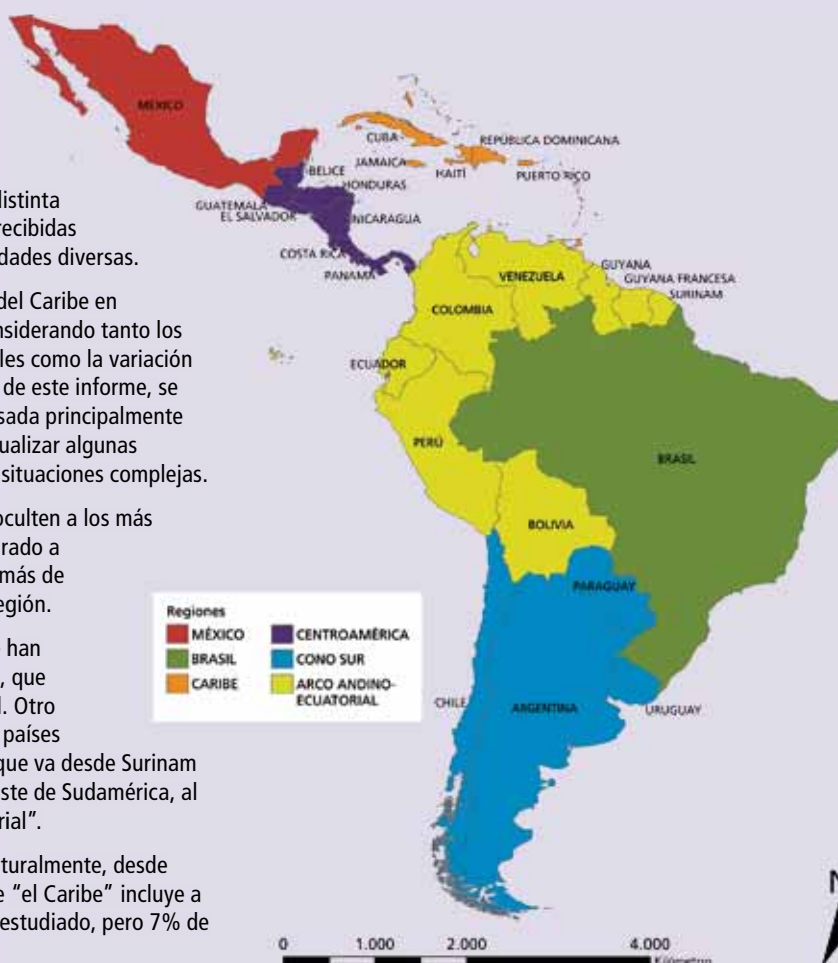 distinta
recibidas
dades diversas.
del Caribe en
nsiderando tanto los
les como la variación
de este informe, se
sada principalmente
ualizar algunas
situaciones complejas.
oculten a los más
rado a
más de
egión.
han
, que
l. Otro
países
que va desde Surinam
ste de Sudamérica, al
rial”.
turalmente, desde
e “el Caribe” incluye a
estudiado, pero 7% de
MÉXICO
CUBA
REPÚBLICA DOMINICANA
JAMAICA
HAITÍ
PUERTO RICO
BELICE
HONDURAS
GUATEMALA
EL SALVADOR
NICARAGUA
COSTA RICA
PANAMÁ
VENEZUELA
GUYANA
GUYANA FRANCESA
SURINAM
COLOMBIA
ECUADOR
PERÚ
BRASIL
BOLIVIA
PARAGUAY
CHILE
ARGENTINA
URUGUAY
Regiones
MÉXICO
BRASIL
CARIBE
CENTROAMÉRICA
CONO SUR
ARCO ANDINO-
ECUATORIAL
N
0 1.000 2.000 4.000
Kilómetros